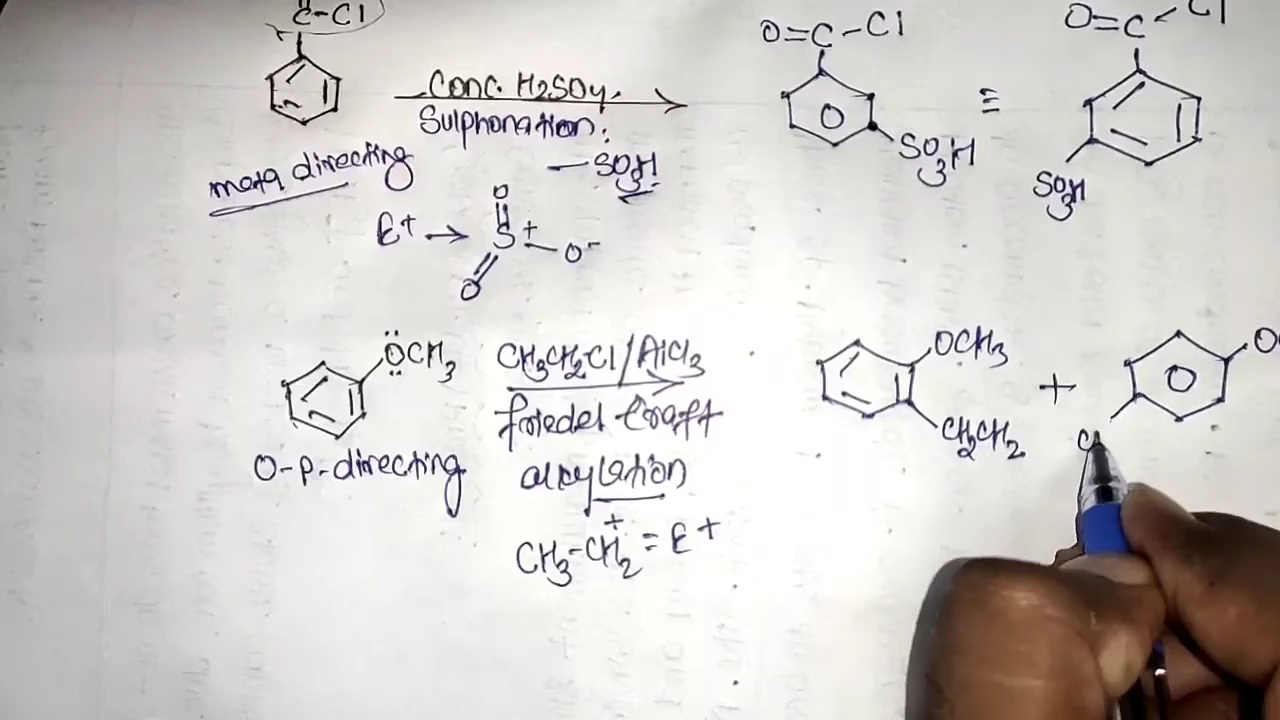 C-Cl
Conc. H2SO4.
Sulphonation.
meta directing
-SO3H
E+ → O=S+-O-
O
O=C-Cl
SO3H
≡
O=C-Cl
SO3H
ÖCH3
O-p-directing
CH3CH2Cl/AlCl3
friedel Craft
alkylation
CH3-CH2+ = E+
OCH3
CH2CH2
+
O
C